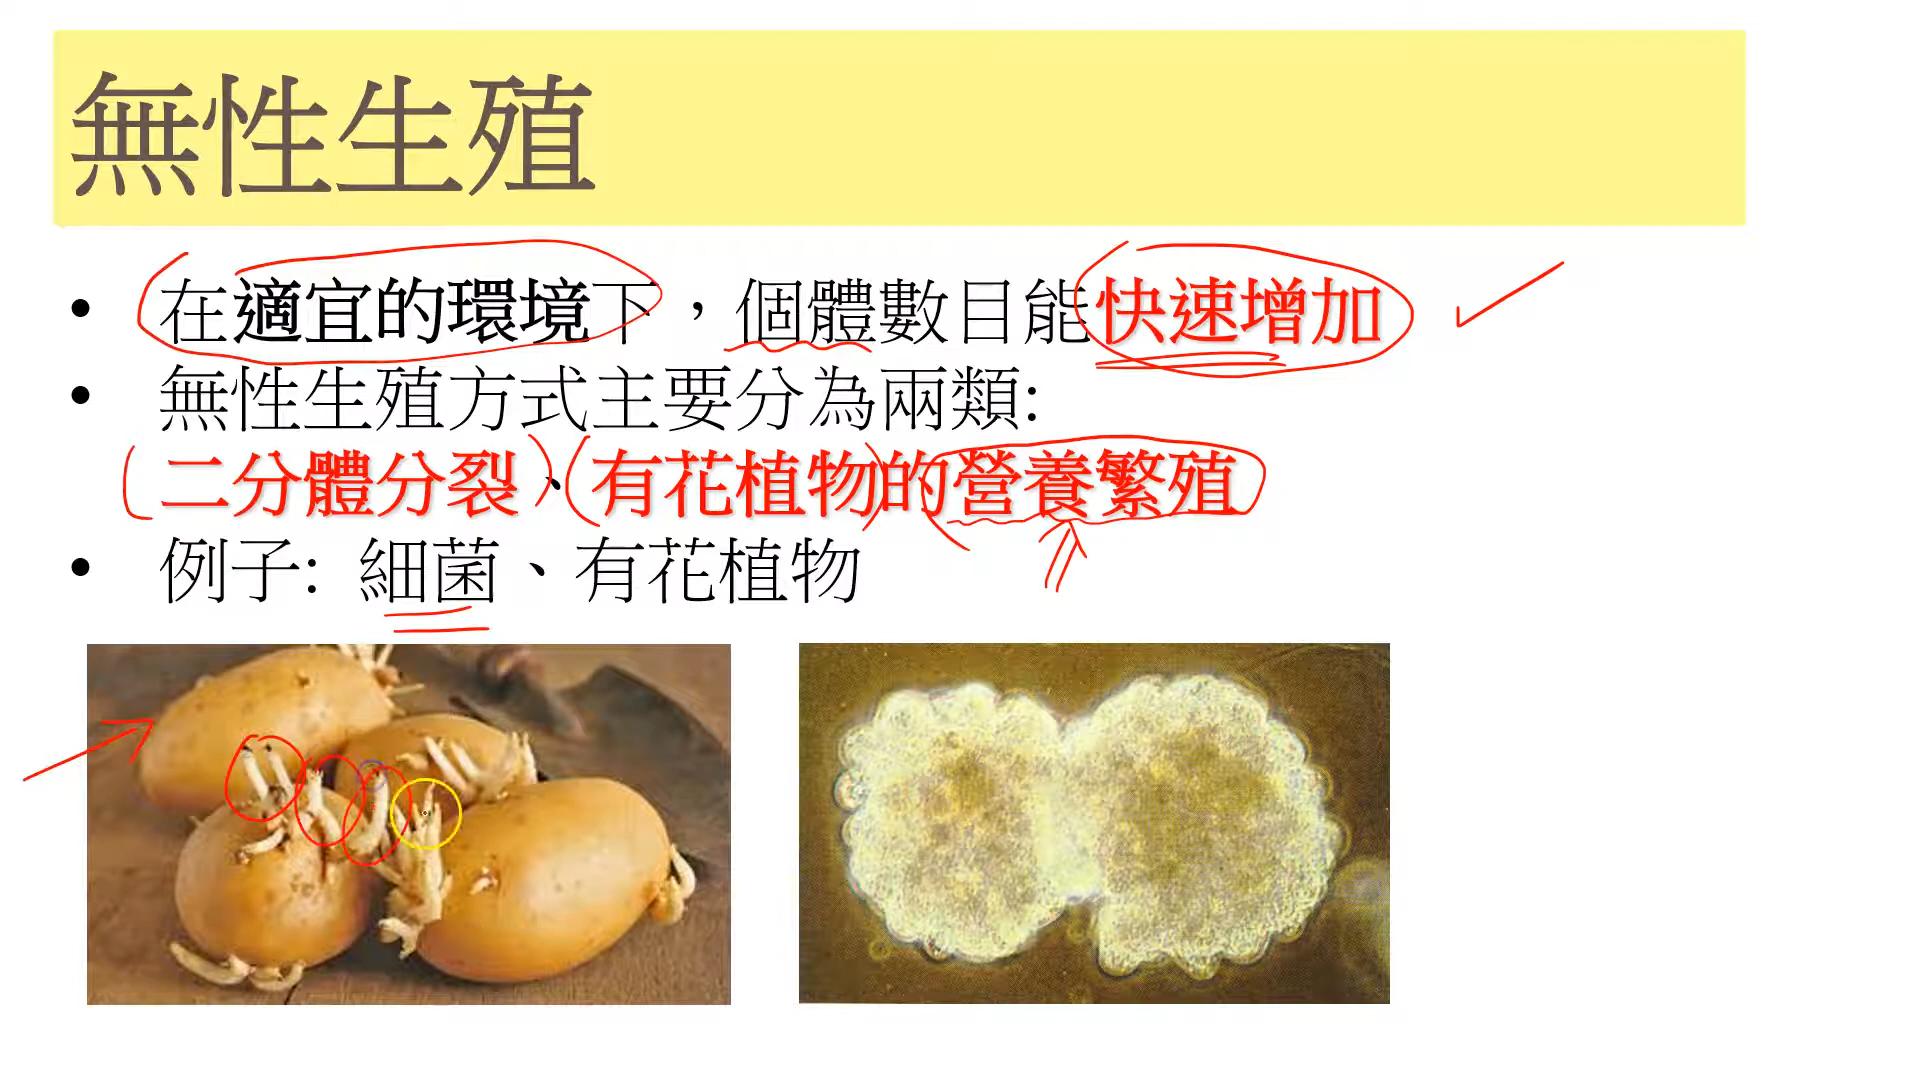 無性生殖
• 在適宜的環境下，個體數目能快速增加
• 無性生殖方式主要分為兩類:
二分體分裂、有花植物的營養繁殖
• 例子: 細菌、有花植物